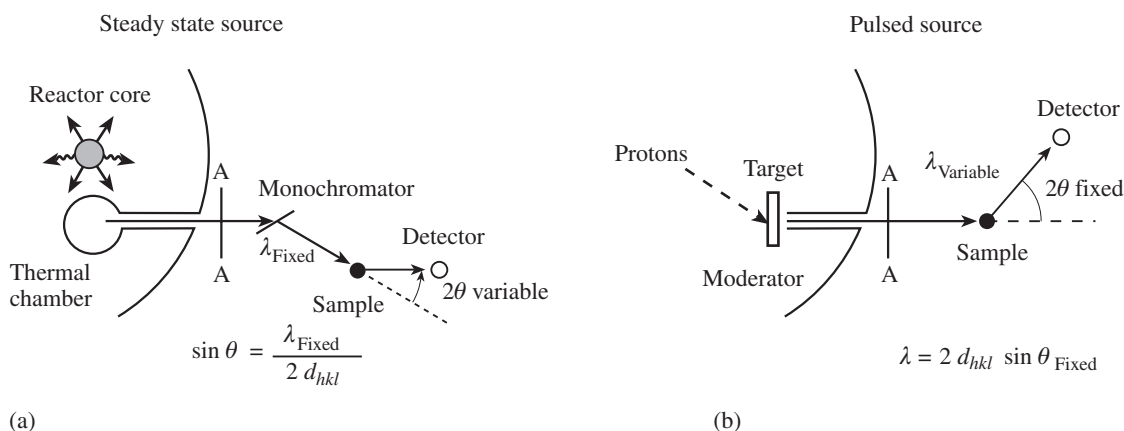 Steady state source
Reactor core
A
Monochromator
λFixed
Detector
A
Thermal
chamber
Sample
2θ variable
sin θ = λFixed / 2 dhkl
(a)
Pulsed source
Detector
Protons
Target
A
λVariable
2θ fixed
Sample
Moderator
A
λ = 2 dhkl sin θFixed
(b)